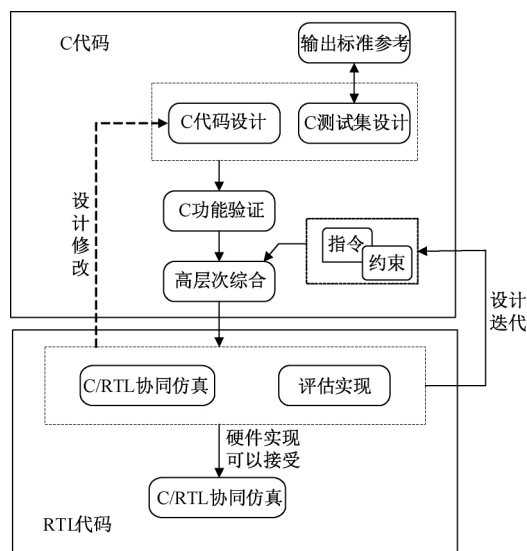 C代码
输出标准参考
C代码设计
C测试集设计
设计修改
C功能验证
指令
约束
高层次综合
设计
迭代
C/RTL协同仿真
评估实现
硬件实现
可以接受
C/RTL协同仿真
RTL代码